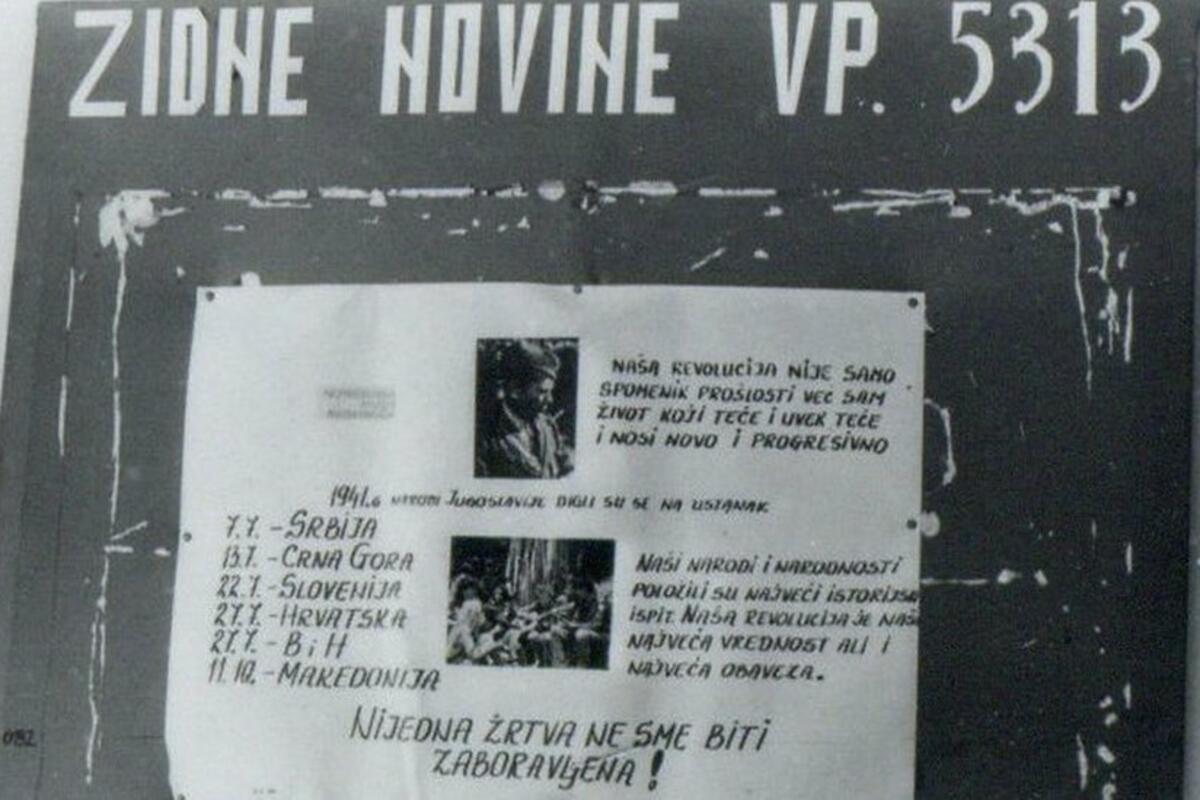 ZIDNE NOVINE VP. 5313
NAŠA REVOLUCIJA NIJE SAMO
SPOMENIK PROŠLOSTI VEĆ SAM
ŽIVOT KOJI TEČE I UVEK TEČE
I NOSI NOVO I PROGRESIVNO
1941.G NARODI JUGOSLAVIJE DIGLI SU SE NA USTANAK
7.7. - SRBIJA
13.7. - CRNA GORA
22.7. - SLOVENIJA
27.7. - HRVATSKA
27.7. - B i H
11.10. - MAKEDONIJA
NAŠI NARODI I NARODNOSTI
POLOŽILI SU NAJVEĆI ISTORIJSK
ISPIT. NAŠA REVOLUCIJA JE NAŠA
NAJVEĆA VREDNOST ALI I
NAJVEĆA OBAVEZA.
NIJEDNA ŽRTVA NE SME BITI
ZABORAVLJENA!
082